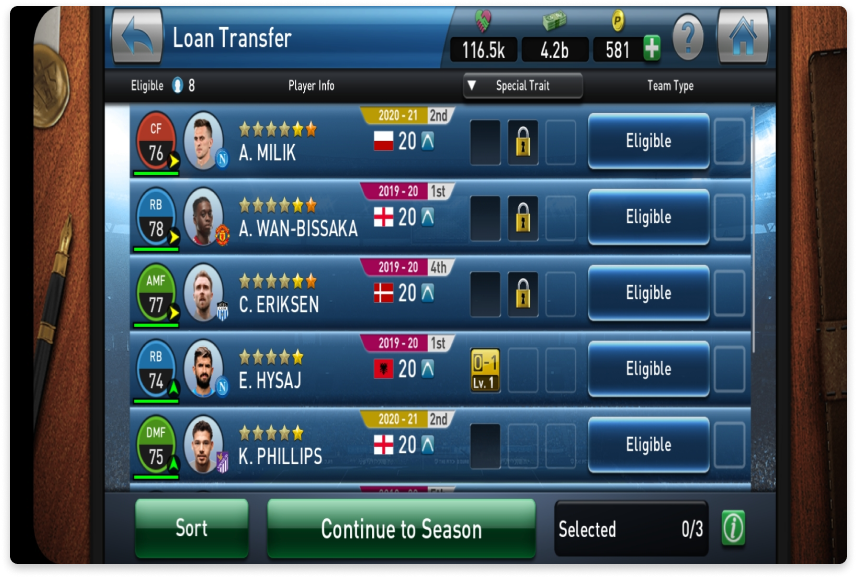 Loan Transfer
116.5k 4.2b 581
Eligible 8 Player Info Special Trait Team Type
2020 - 21 2nd
CF
76
A. MILIK
20
Eligible
2019 - 20 1st
RB
78
A. WAN-BISSAKA
20
Eligible
2019 - 20 4th
AMF
77
C. ERIKSEN
20
Eligible
2019 - 20 1st
RB
74
E. HYSAJ
20
0-1
Lv. 1
Eligible
2020 - 21 2nd
DMF
75
K. PHILLIPS
20
Eligible
Sort Continue to Season Selected 0/3